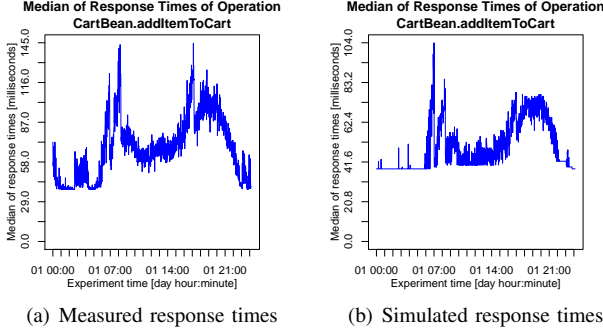 Median of Response Times of Operation
CartBean.addItemToCart
Median of response times [milliseconds]
145.0
116.0
87.0
58.0
29.0
0.0
01 00:00 01 07:00 01 14:00 01 21:00
Experiment time [day hour:minute]
(a) Measured response times
Median of Response Times of Operation
CartBean.addItemToCart
Median of response times [milliseconds]
104.0
83.2
62.4
41.6
20.8
0.0
01 00:00 01 07:00 01 14:00 01 21:00
Experiment time [day hour:minute]
(b) Simulated response times